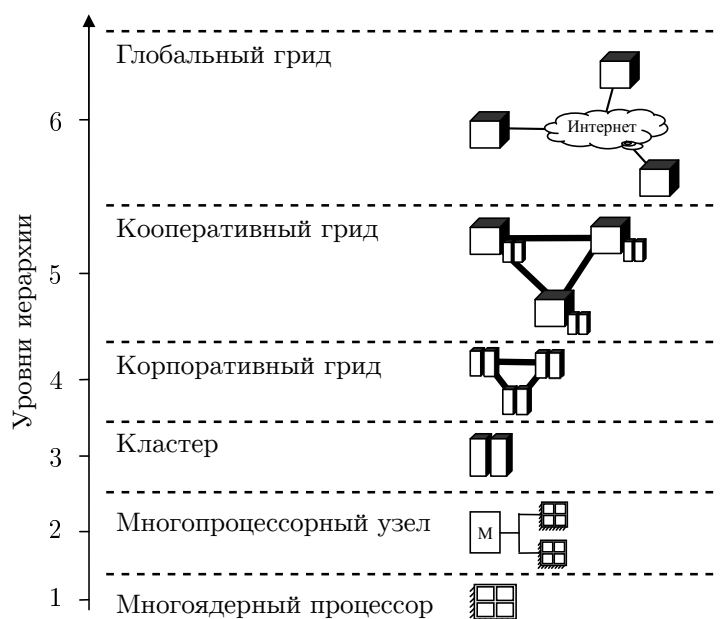 Уровни иерархии
6
Глобальный грид
Интернет
5
Кооперативный грид
4
Корпоративный грид
3
Кластер
2
Многопроцессорный узел
М
1
Многоядерный процессор